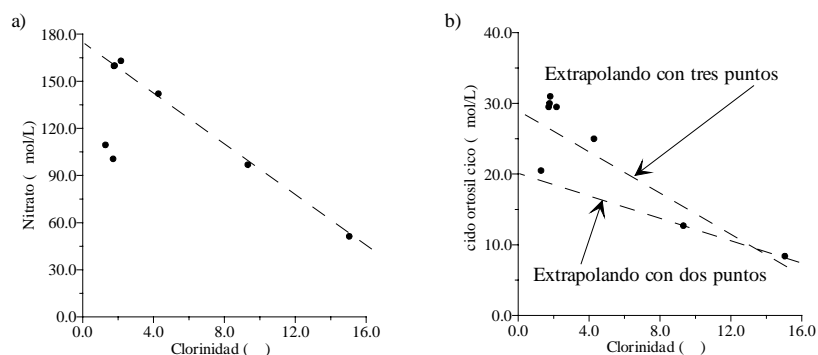 a)
180.0
150.0
120.0
90.0
60.0
30.0
0.0
Nitrato ( mol/L)
0.0 4.0 8.0 12.0 16.0
Clorinidad ( )
b)
40.0
30.0
20.0
10.0
0.0
cido ortosil cico ( mol/L)
Extrapolando con tres puntos
Extrapolando con dos puntos
0.0 4.0 8.0 12.0 16.0
Clorinidad ( )